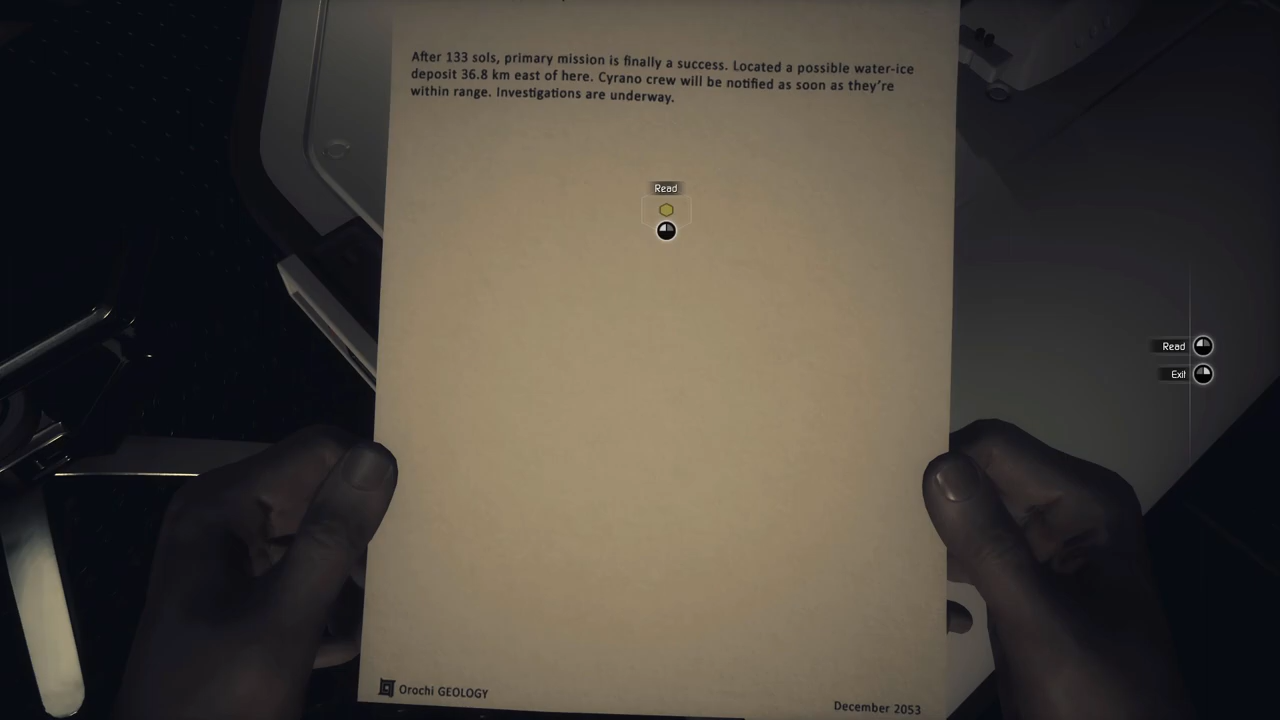 After 133 sols, primary mission is finally a success. Located a possible water-ice
deposit 36.8 km east of here. Cyrano crew will be notified as soon as they're
within range. Investigations are underway.
Read
Read
Exit
Orochi GEOLOGY
December 2053